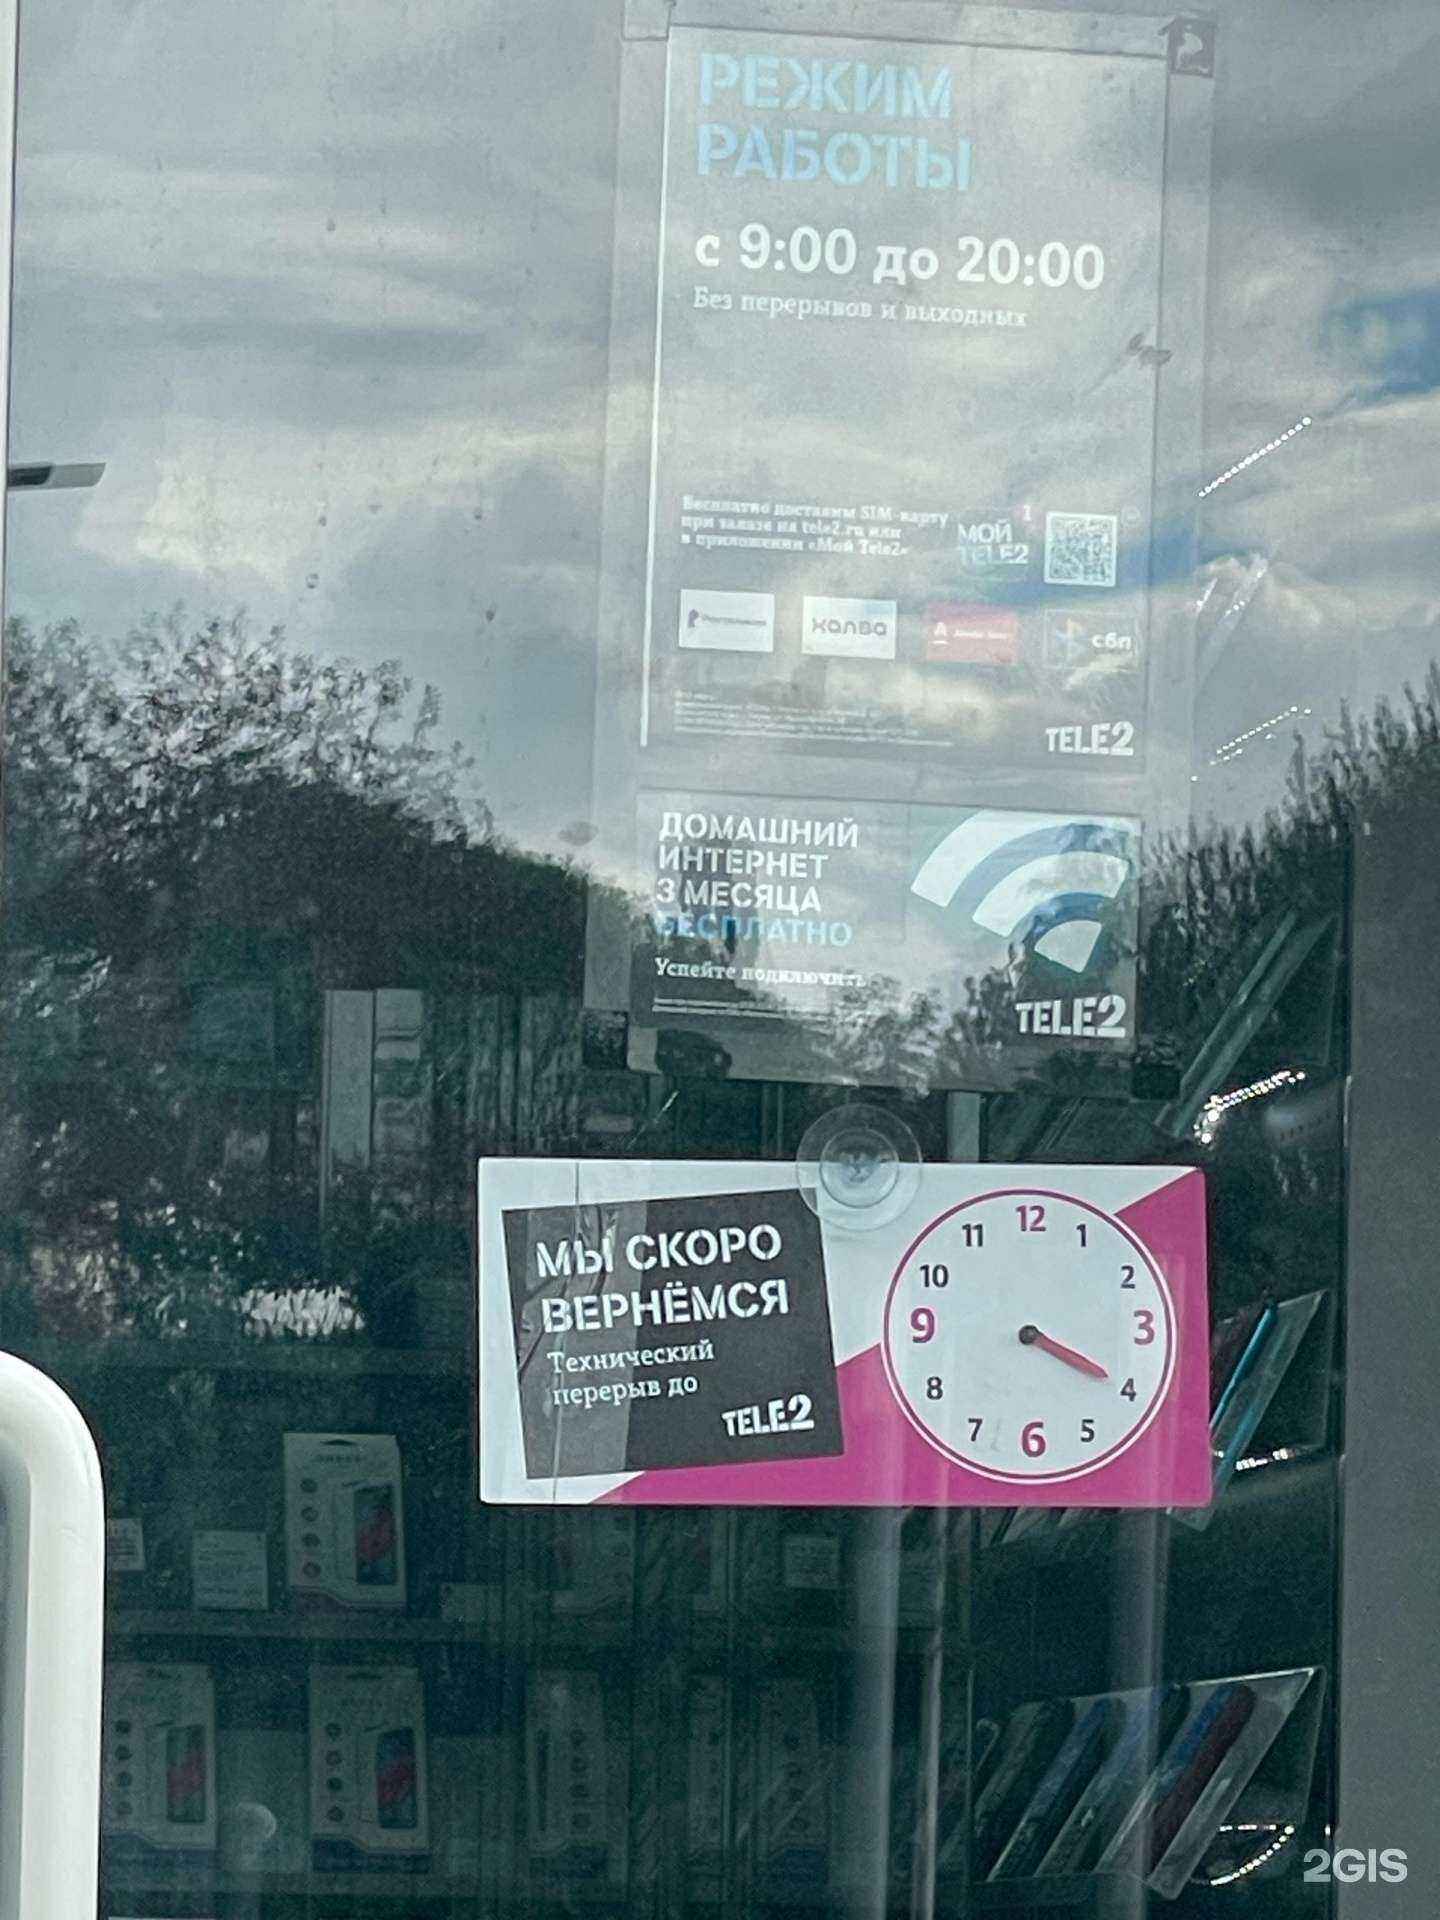 РЕЖИМ
РАБОТЫ
с 9:00 до 20:00
Без перерывов и выходных
Бесплатно доставим SIM-карту
при заказе на tele2.ru или
в приложении «Мой Tele2»
МОЙ
TELE2
халва
сбп
TELE2
ДОМАШНИЙ
ИНТЕРНЕТ
3 МЕСЯЦА
БЕСПЛАТНО
Успейте подключить
TELE2
МЫ СКОРО
ВЕРНЁМСЯ
Технический
перерыв до
TELE2
12
11 1
10 2
9 3
8 4
7 5
6
2GIS